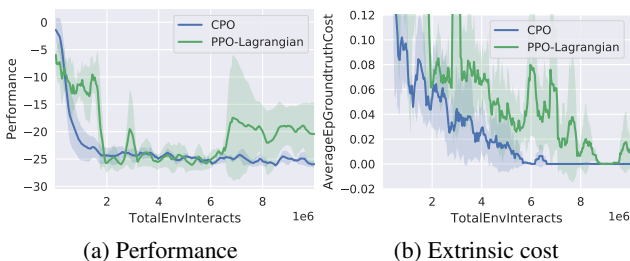 0
−5
−10
−15
−20
−25
−30
Performance
CPO
PPO-Lagrangian
2
4
6
8
10
1e6
TotalEnvInteracts
(a) Performance
0.12
0.10
0.08
0.06
0.04
0.02
0.00
−0.02
AverageEpGroundtruthCost
CPO
PPO-Lagrangian
2
4
6
8
10
1e6
TotalEnvInteracts
(b) Extrinsic cost